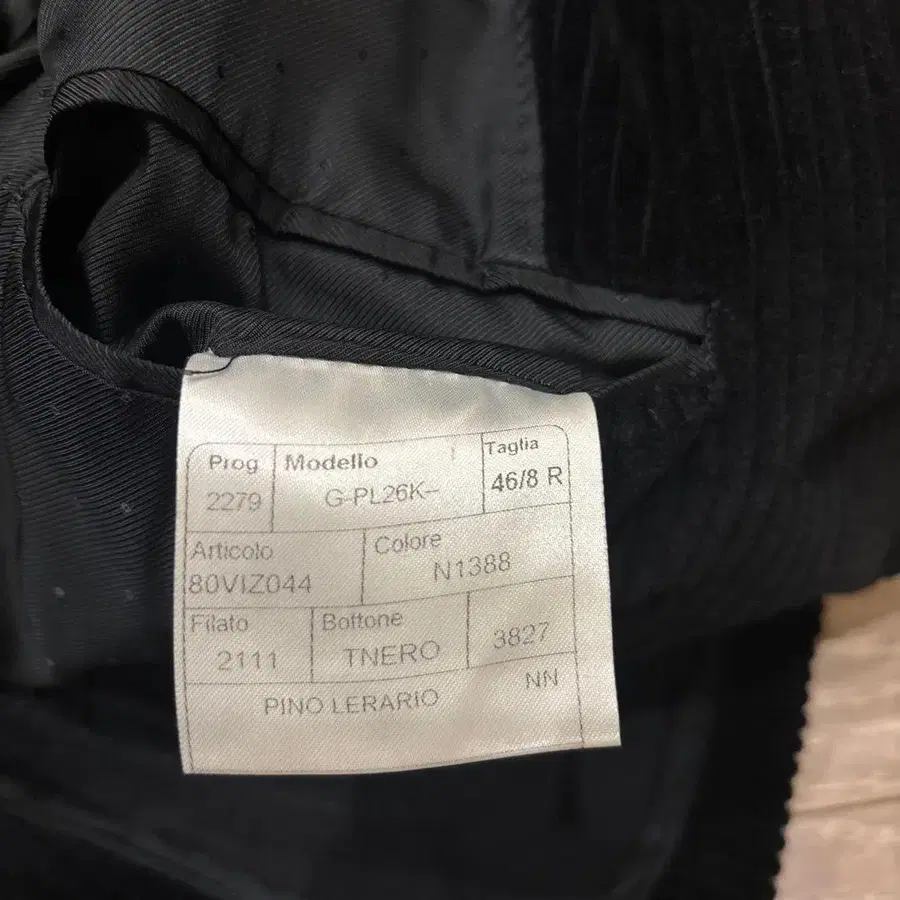 Prog Modello Taglia
2279 G-PL26K-- 46/8 R
Articolo Colore
80VIZ044 N1388
Filato Bottone 3827
2111 TNERO
PINO LERARIO NN